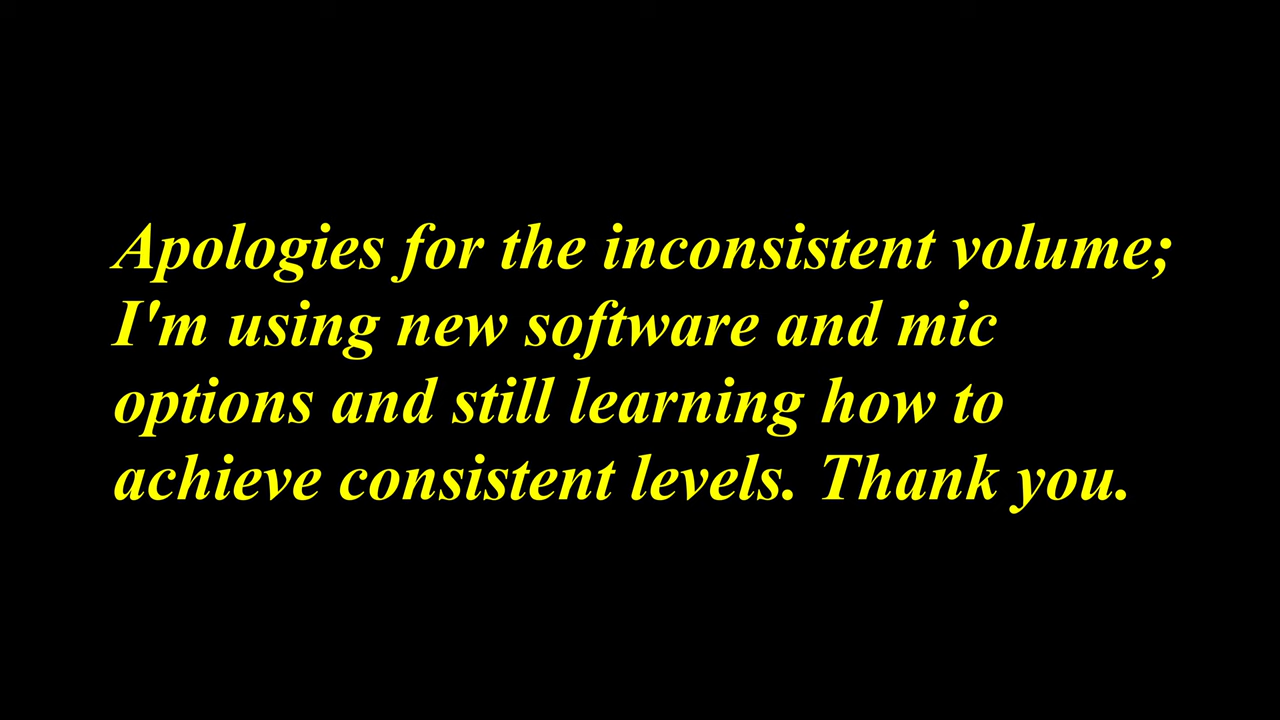 Apologies for the inconsistent volume;
I'm using new software and mic
options and still learning how to
achieve consistent levels. Thank you.